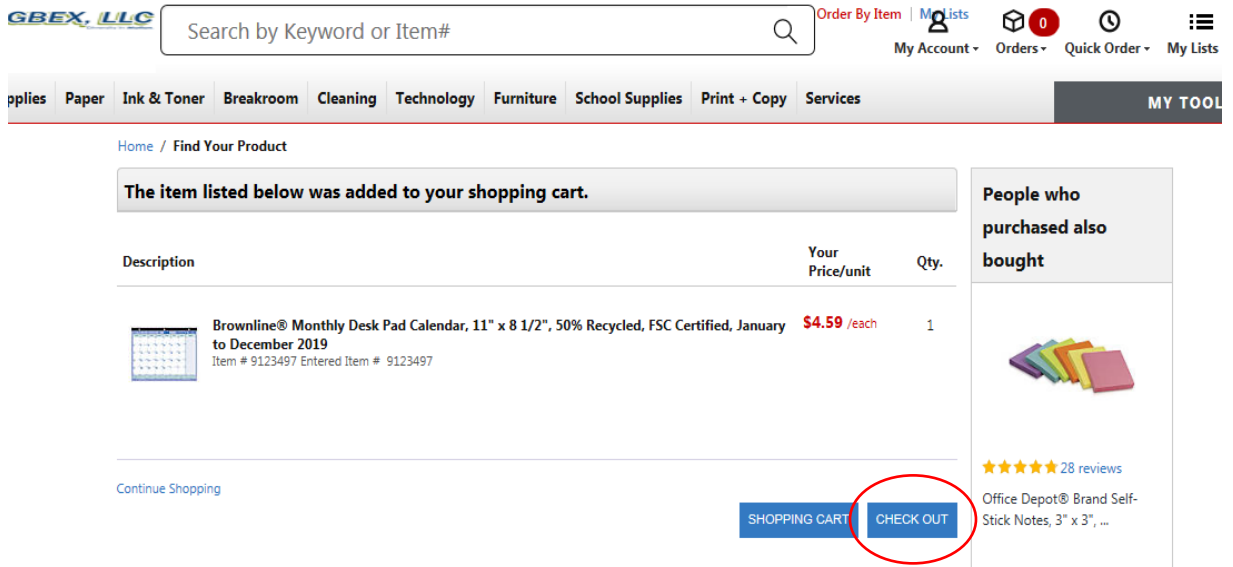 GBEX, LLC
Search by Keyword or Item#
Order By Item | My Lists
My Account
Orders
0
Quick Order
My Lists
pplies Paper Ink & Toner Breakroom Cleaning Technology Furniture School Supplies Print + Copy Services
MY TOOL
Home / Find Your Product
The item listed below was added to your shopping cart.
Description
Your
Price/unit
Qty.
Brownline® Monthly Desk Pad Calendar, 11" x 8 1/2", 50% Recycled, FSC Certified, January
to December 2019
Item # 9123497 Entered Item # 9123497
$4.59 /each
1
Continue Shopping
SHOPPING CART
CHECK OUT
People who
purchased also
bought
28 reviews
Office Depot® Brand Self-
Stick Notes, 3" x 3", ...